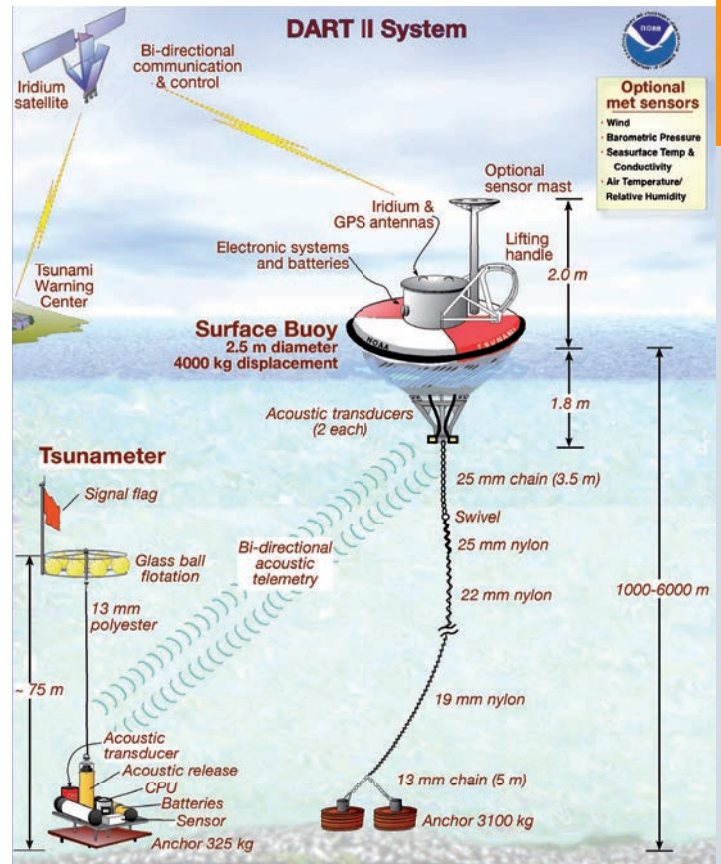 DART II System
NOAA
Bi-directional
communication
& control
Iridium
satellite
Optional
met sensors
· Wind
· Barometric Pressure
· Seasurface Temp &
Conductivity
· Air Temperature/
Relative Humidity
Optional
sensor mast
Iridium &
GPS antennas
Lifting
handle
2.0 m
Electronic systems
and batteries
Tsunami
Warning
Center
Surface Buoy
2.5 m diameter
4000 kg displacement
NOAA
TSUNAMI
1.8 m
Acoustic transducers
(2 each)
Tsunameter
Signal flag
25 mm chain (3.5 m)
Swivel
25 mm nylon
Bi-directional
acoustic
telemetry
Glass ball
flotation
22 mm nylon
1000-6000 m
13 mm
polyester
~ 75 m
19 mm nylon
Acoustic
transducer
Acoustic release
CPU
Batteries
Sensor
Anchor 325 kg
13 mm chain (5 m)
Anchor 3100 kg